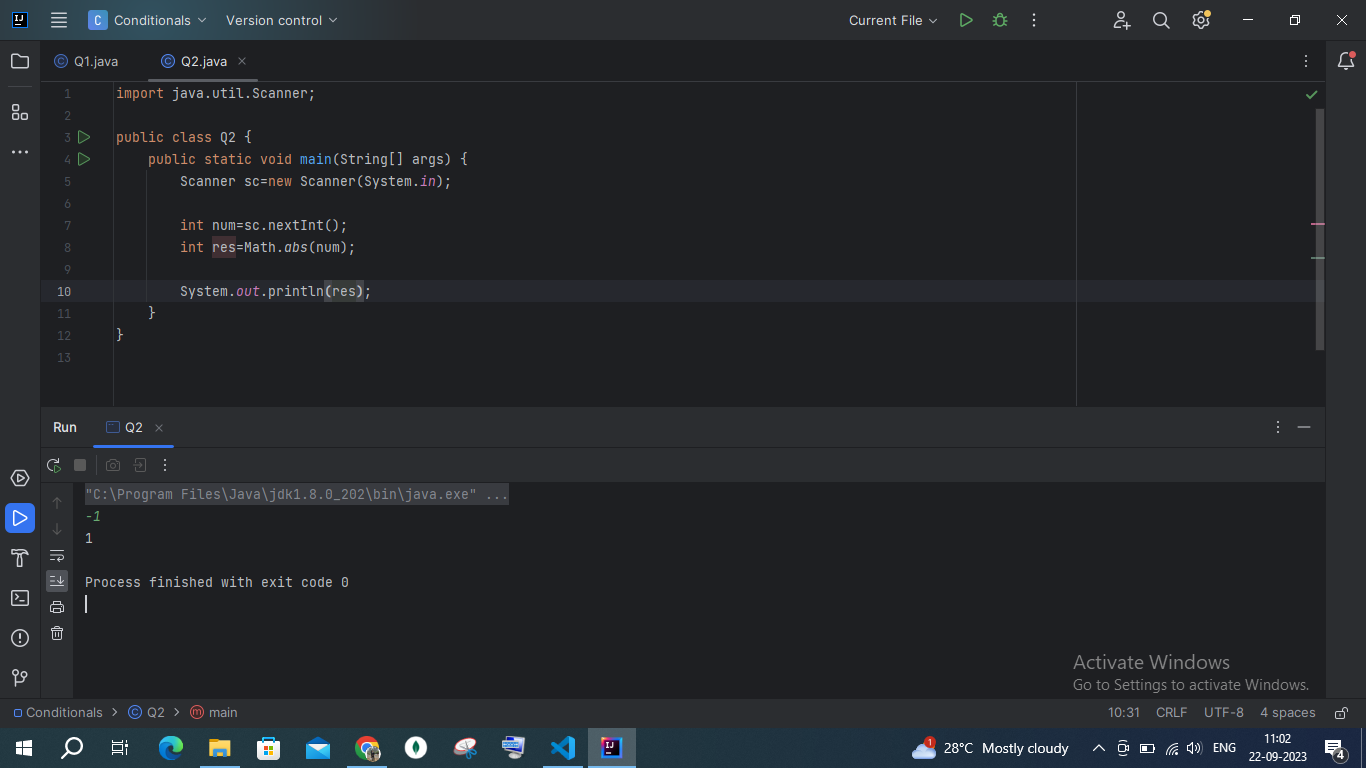 C Conditionals Version control Current File
Q1.java Q2.java
1 import java.util.Scanner;
2
3 public class Q2 {
4 public static void main(String[] args) {
5 Scanner sc=new Scanner(System.in);
6
7 int num=sc.nextInt();
8 int res=Math.abs(num);
9
10 System.out.println(res);
11 }
12 }
13
Run Q2
"C:\Program Files\Java\jdk1.8.0_202\bin\java.exe" ...
-1
1
Process finished with exit code 0
Activate Windows
Go to Settings to activate Windows.
Conditionals > Q2 > main 10:31 CRLF UTF-8 4 spaces
1 28°C Mostly cloudy ENG 11:02
22-09-2023 4